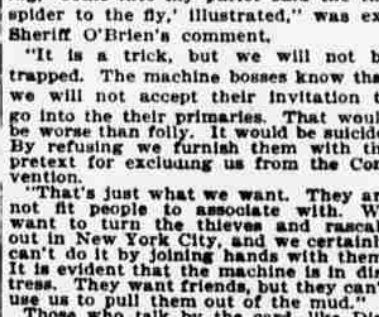 spider to the fly,' illustrated," was ex
Sheriff O'Brien's comment.
"It is a trick, but we will not b
trapped. The machine bosses know tha
we will not accept their invitation t
go into the their primaries. That woul
be worse than folly. It would be suicide
By refusing we furnish them with th
pretext for excluding us from the Con
vention.
"That's just what we want. They ar
not fit people to associate with. W
want to turn the thieves and rascal
out in New York City, and we certainl
can't do it by joining hands with them
It is evident that the machine is in dis
tress. They want friends, but they can't
use us to pull them out of the mud."
Those who talk by the card, like